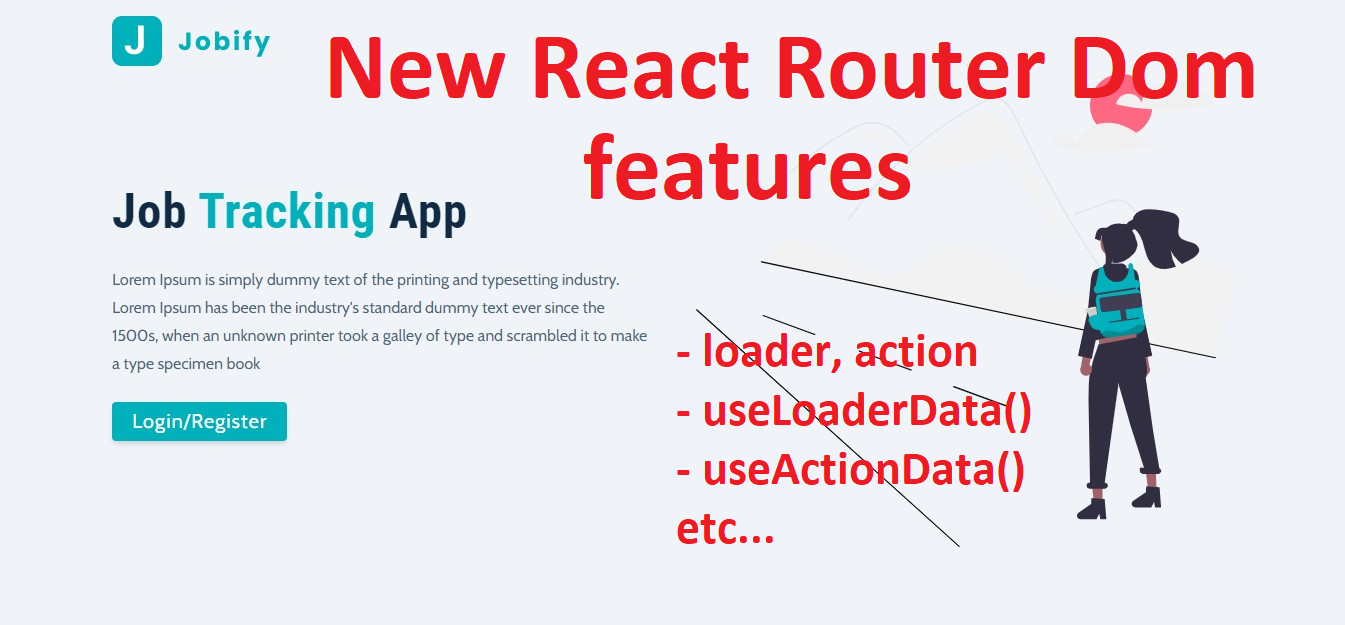 J Jobify
New React Router Dom
features
Job Tracking App
Lorem Ipsum is simply dummy text of the printing and typesetting industry.
Lorem Ipsum has been the industry's standard dummy text ever since the
1500s, when an unknown printer took a galley of type and scrambled it to make
a type specimen book
Login/Register
- loader, action
- useLoaderData()
- useActionData()
etc...